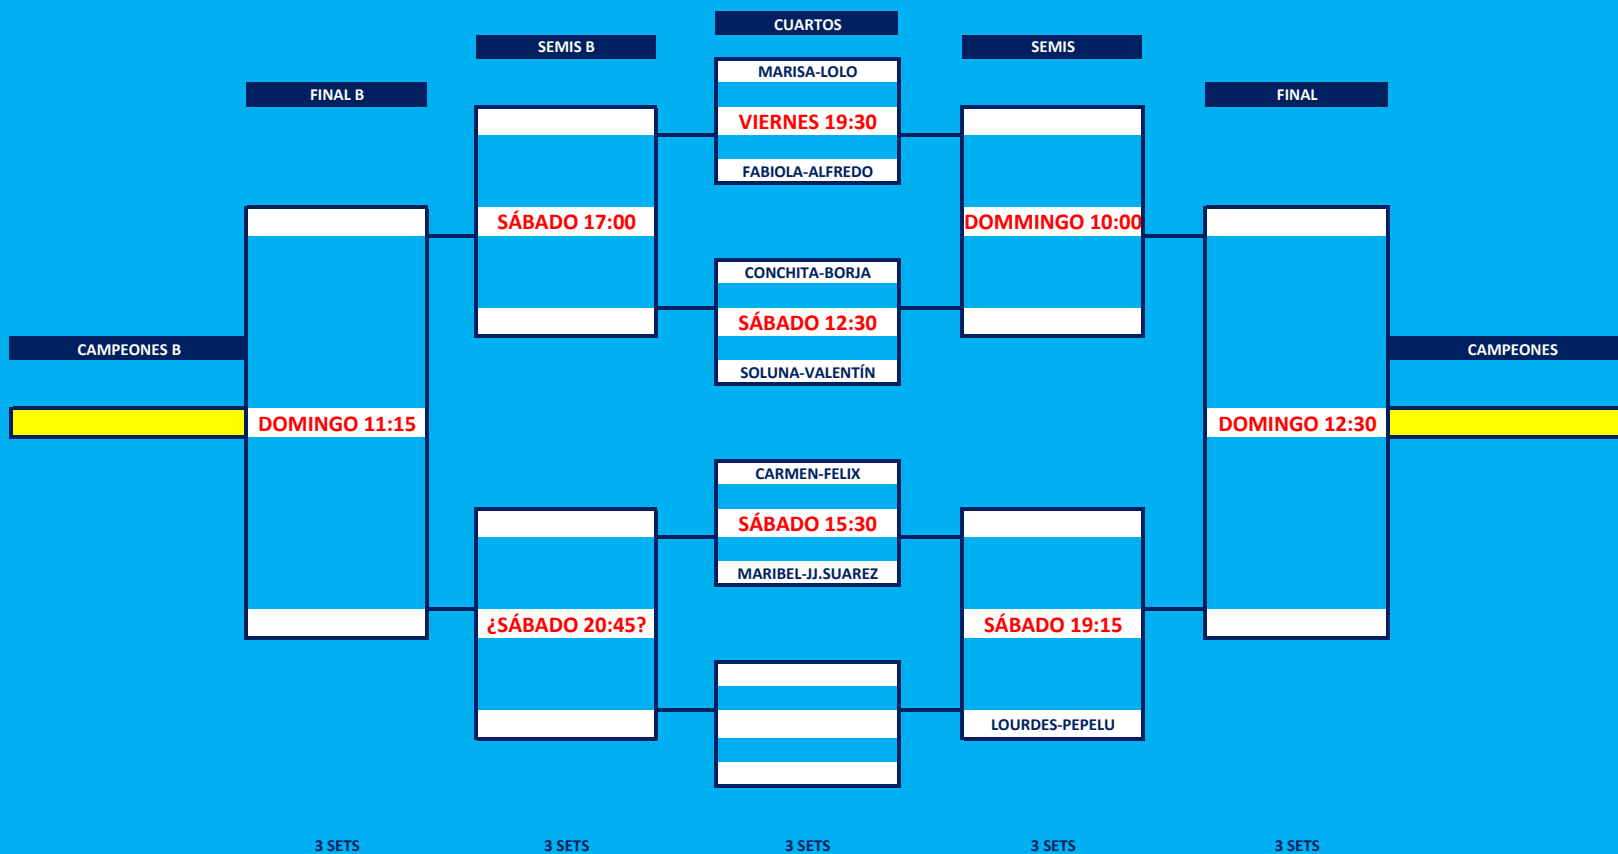 CUARTOS
SEMIS B
SEMIS
MARISA-LOLO
FINAL B
FINAL
VIERNES 19:30
FABIOLA-ALFREDO
SÁBADO 17:00
DOMMINGO 10:00
CONCHITA-BORJA
SÁBADO 12:30
CAMPEONES B
CAMPEONES
SOLUNA-VALENTÍN
DOMINGO 11:15
DOMINGO 12:30
CARMEN-FELIX
SÁBADO 15:30
MARIBEL-JJ.SUAREZ
¿SÁBADO 20:45?
SÁBADO 19:15
LOURDES-PEPELU
3 SETS
3 SETS
3 SETS
3 SETS
3 SETS